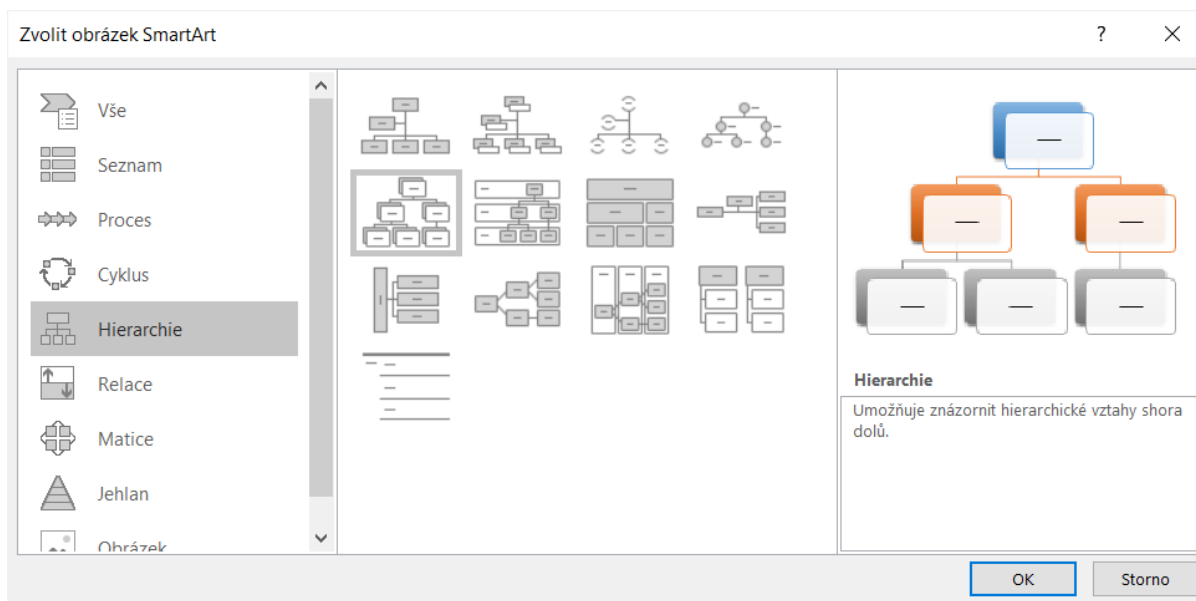 Zvolit obrázek SmartArt
?
Vše
Seznam
Proces
Cyklus
Hierarchie
Relace
Matice
Jehlan
Obrázek
Hierarchie
Umožňuje znázornit hierarchické vztahy shora
dolů.
OK
Storno